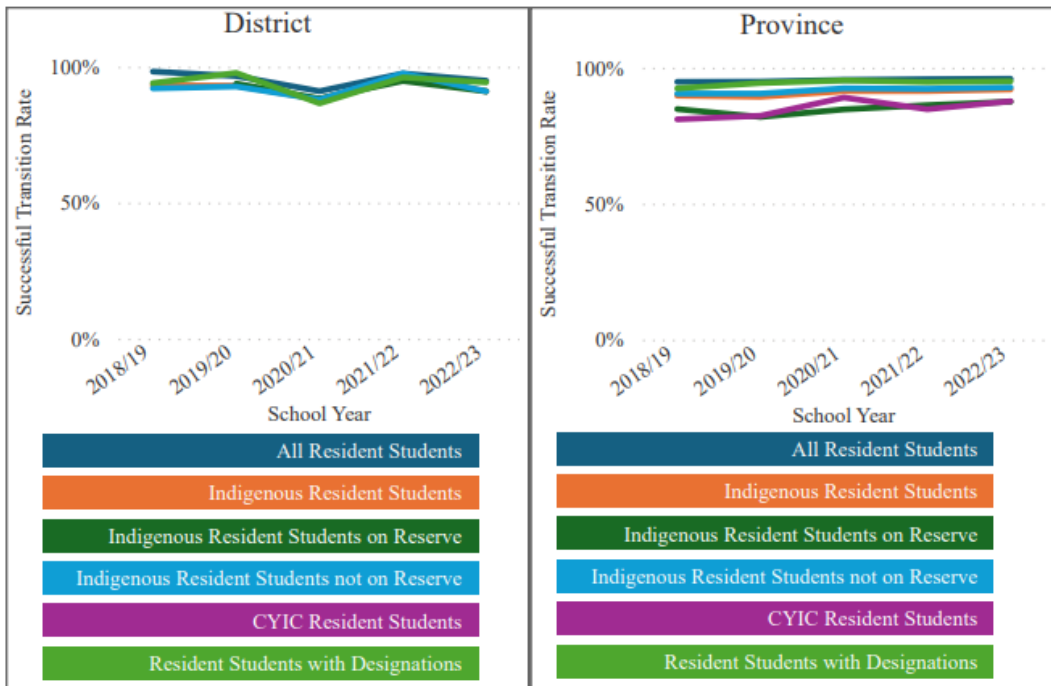 District
Successful Transition Rate
100%
50%
0%
2018/19
2019/20
2020/21
2021/22
2022/23
School Year
All Resident Students
Indigenous Resident Students
Indigenous Resident Students on Reserve
Indigenous Resident Students not on Reserve
CYIC Resident Students
Resident Students with Designations
Province
Successful Transition Rate
100%
50%
0%
2018/19
2019/20
2020/21
2021/22
2022/23
School Year
All Resident Students
Indigenous Resident Students
Indigenous Resident Students on Reserve
Indigenous Resident Students not on Reserve
CYIC Resident Students
Resident Students with Designations